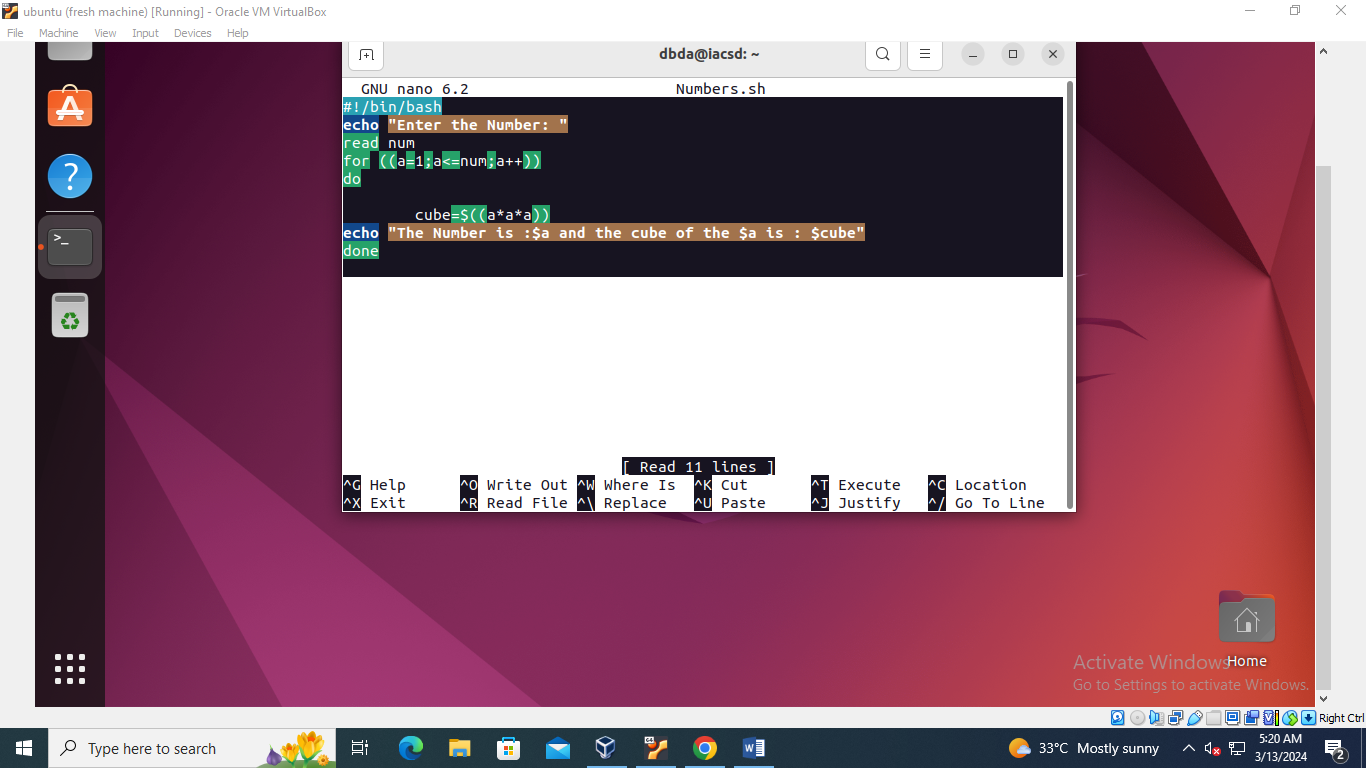 ubuntu (fresh machine) [Running] - Oracle VM VirtualBox
File Machine View Input Devices Help
dbda@iacsd: ~
GNU nano 6.2 Numbers.sh
#!/bin/bash
echo "Enter the Number: "
read num
for ((a=1;a<=num;a++))
do
cube=$((a*a*a))
echo "The Number is :$a and the cube of the $a is : $cube"
done
[ Read 11 lines ]
^G Help ^O Write Out ^W Where Is ^K Cut ^T Execute ^C Location
^X Exit ^R Read File ^\ Replace ^U Paste ^J Justify ^/ Go To Line
Home
Activate Windows
Go to Settings to activate Windows.
Right Ctrl
Type here to search
33°C Mostly sunny
5:20 AM
3/13/2024
2